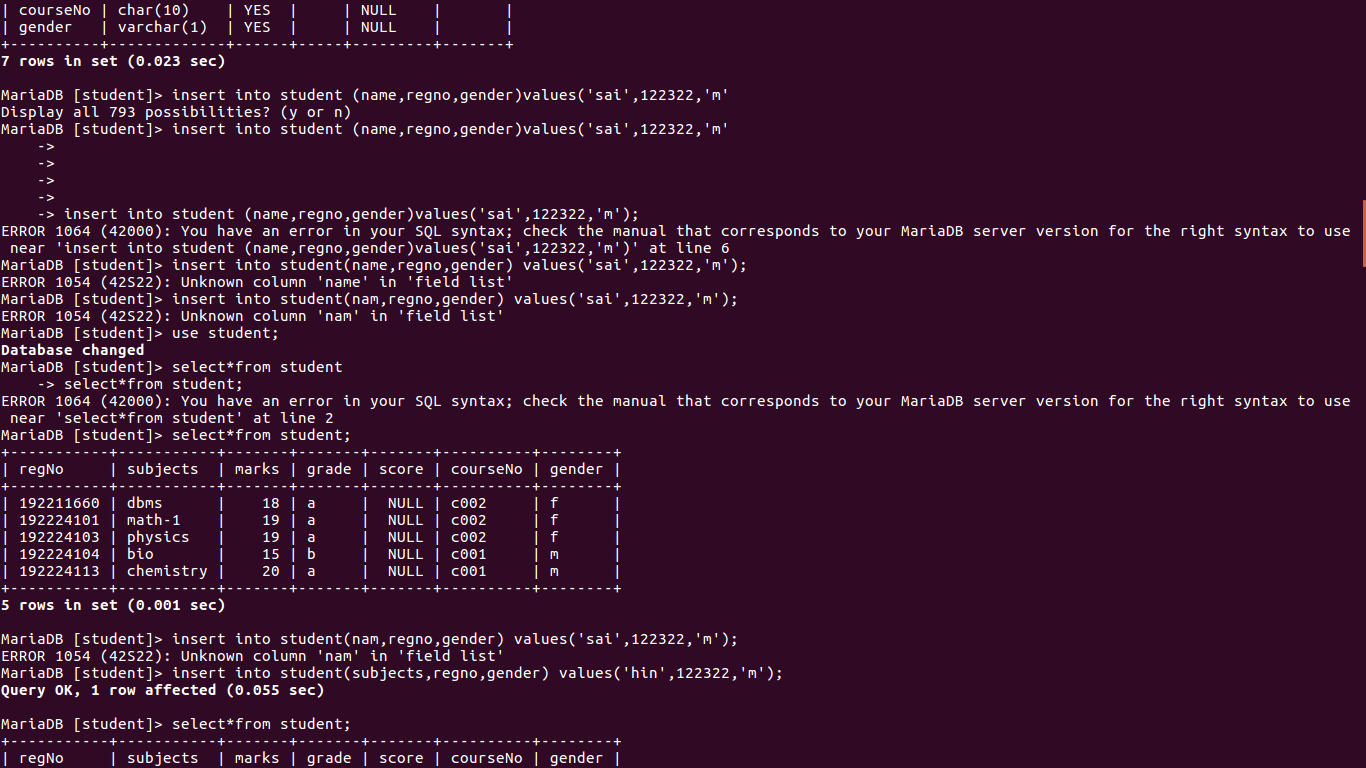 | courseNo | char(10)    | YES  |     | NULL    |       |
| gender   | varchar(1)  | YES  |     | NULL    |       |
+----------+-------------+------+-----+---------+-------+
7 rows in set (0.023 sec)

MariaDB [student]> insert into student (name,regno,gender)values('sai',122322,'m'
Display all 793 possibilities? (y or n)
MariaDB [student]> insert into student (name,regno,gender)values('sai',122322,'m'
    ->
    ->
    ->
    ->
    -> insert into student (name,regno,gender)values('sai',122322,'m');
ERROR 1064 (42000): You have an error in your SQL syntax; check the manual that corresponds to your MariaDB server version for the right syntax to use
 near 'insert into student (name,regno,gender)values('sai',122322,'m')' at line 6
MariaDB [student]> insert into student(name,regno,gender) values('sai',122322,'m');
ERROR 1054 (42S22): Unknown column 'name' in 'field list'
MariaDB [student]> insert into student(nam,regno,gender) values('sai',122322,'m');
ERROR 1054 (42S22): Unknown column 'nam' in 'field list'
MariaDB [student]> use student;
Database changed
MariaDB [student]> select*from student
    -> select*from student;
ERROR 1064 (42000): You have an error in your SQL syntax; check the manual that corresponds to your MariaDB server version for the right syntax to use
 near 'select*from student' at line 2
MariaDB [student]> select*from student;
+-----------+-----------+-------+-------+-------+----------+--------+
| regNo     | subjects  | marks | grade | score | courseNo | gender |
+-----------+-----------+-------+-------+-------+----------+--------+
| 192211660 | dbms      |    18 | a     |  NULL | c002     | f      |
| 192224101 | math-1    |    19 | a     |  NULL | c002     | f      |
| 192224103 | physics   |    19 | a     |  NULL | c002     | f      |
| 192224104 | bio       |    15 | b     |  NULL | c001     | m      |
| 192224113 | chemistry |    20 | a     |  NULL | c001     | m      |
+-----------+-----------+-------+-------+-------+----------+--------+
5 rows in set (0.001 sec)

MariaDB [student]> insert into student(nam,regno,gender) values('sai',122322,'m');
ERROR 1054 (42S22): Unknown column 'nam' in 'field list'
MariaDB [student]> insert into student(subjects,regno,gender) values('hin',122322,'m');
Query OK, 1 row affected (0.055 sec)

MariaDB [student]> select*from student;
+-----------+-----------+-------+-------+-------+----------+--------+
| regNo     | subjects  | marks | grade | score | courseNo | gender |